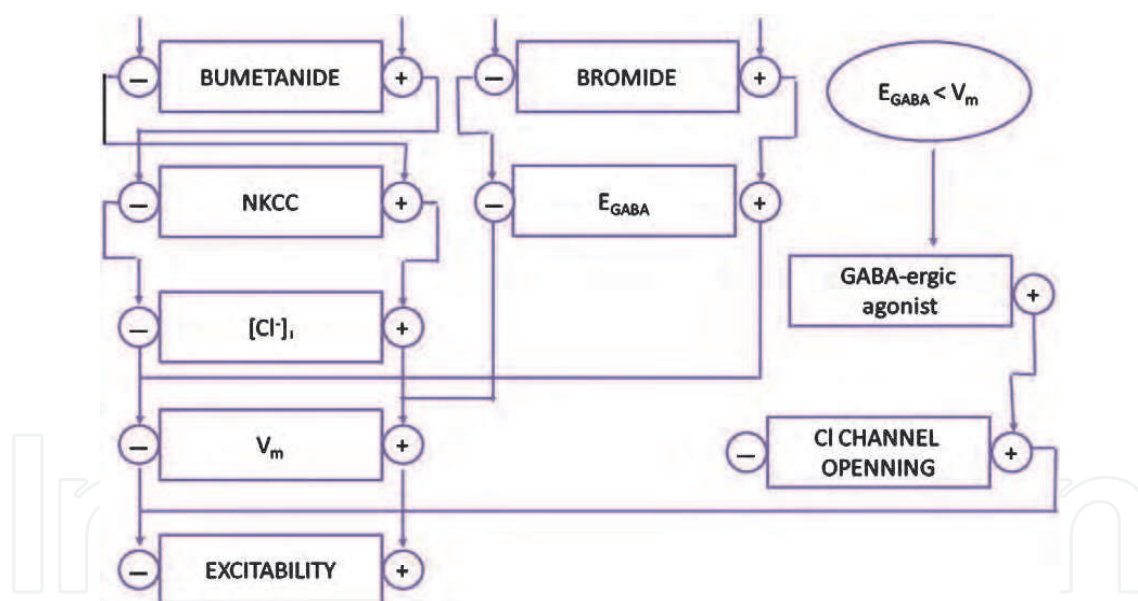 − BUMETANIDE +
− BROMIDE +
E_GABA < V_m
− NKCC +
− E_GABA +
GABA-ergic
agonist +
− [Cl⁻]ᵢ +
− V_m +
− Cl CHANNEL
OPENNING +
− EXCITABILITY +